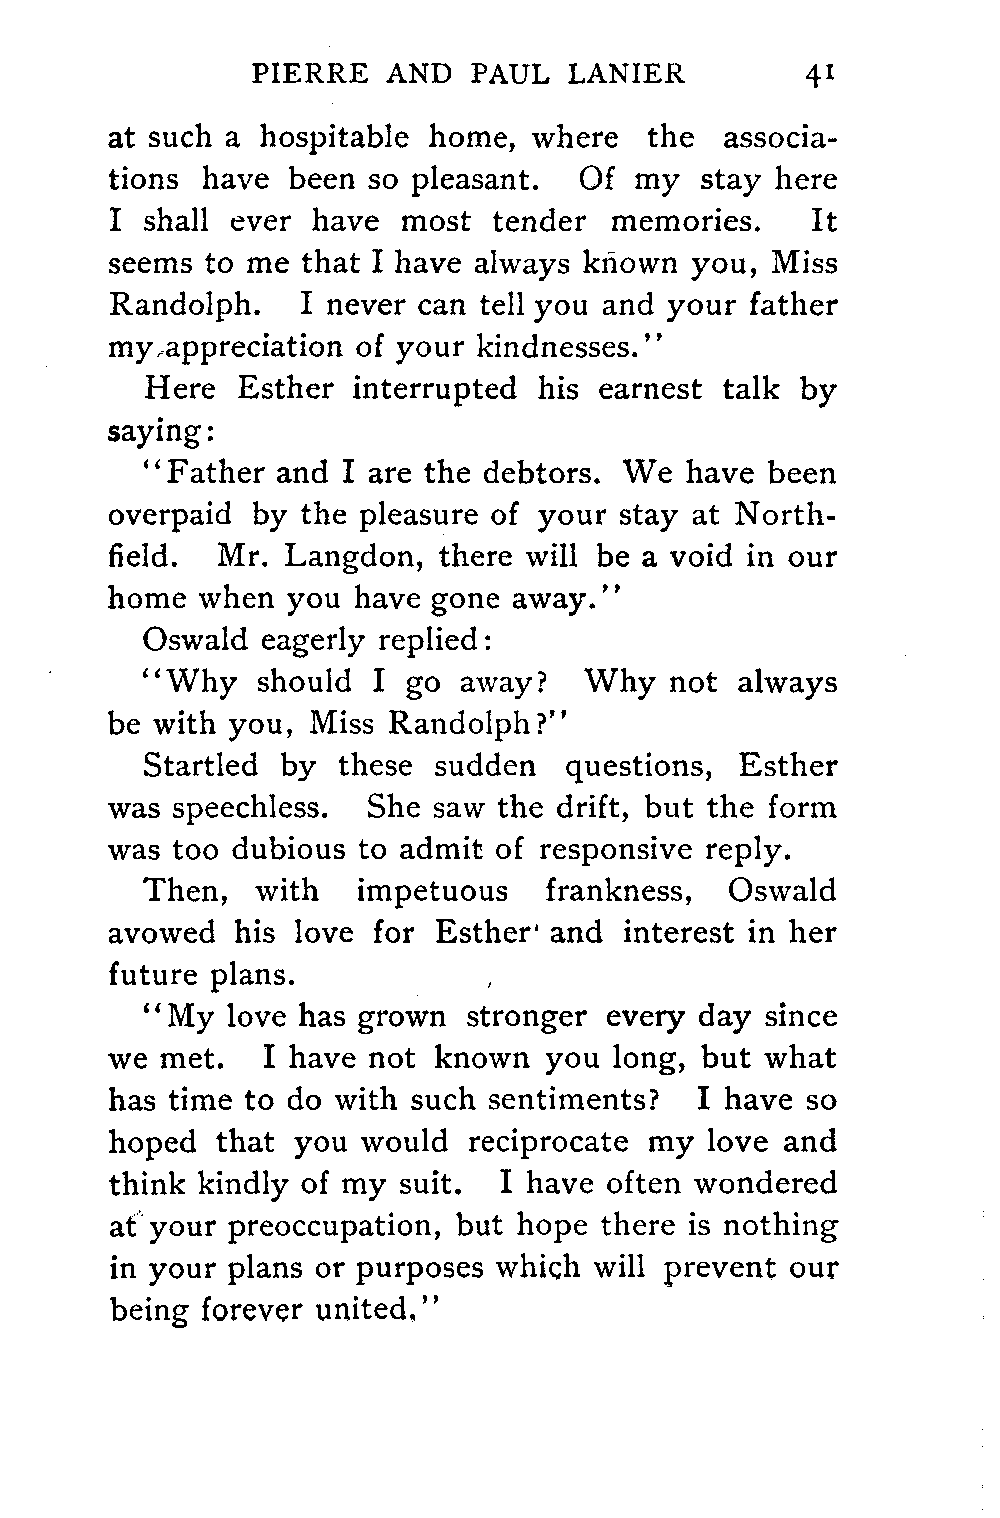 PIERRE AND PAUL LANIER 41
at such a hospitable home, where the associa-
tions have been so pleasant. Of my stay here
I shall ever have most tender memories. It
seems to me that I have always known you, Miss
Randolph. I never can tell you and your father
my appreciation of your kindnesses."
Here Esther interrupted his earnest talk by
saying:
"Father and I are the debtors. We have been
overpaid by the pleasure of your stay at North-
field. Mr. Langdon, there will be a void in our
home when you have gone away."
Oswald eagerly replied:
"Why should I go away? Why not always
be with you, Miss Randolph?"
Startled by these sudden questions, Esther
was speechless. She saw the drift, but the form
was too dubious to admit of responsive reply.
Then, with impetuous frankness, Oswald
avowed his love for Esther and interest in her
future plans.
"My love has grown stronger every day since
we met. I have not known you long, but what
has time to do with such sentiments? I have so
hoped that you would reciprocate my love and
think kindly of my suit. I have often wondered
at your preoccupation, but hope there is nothing
in your plans or purposes which will prevent our
being forever united."